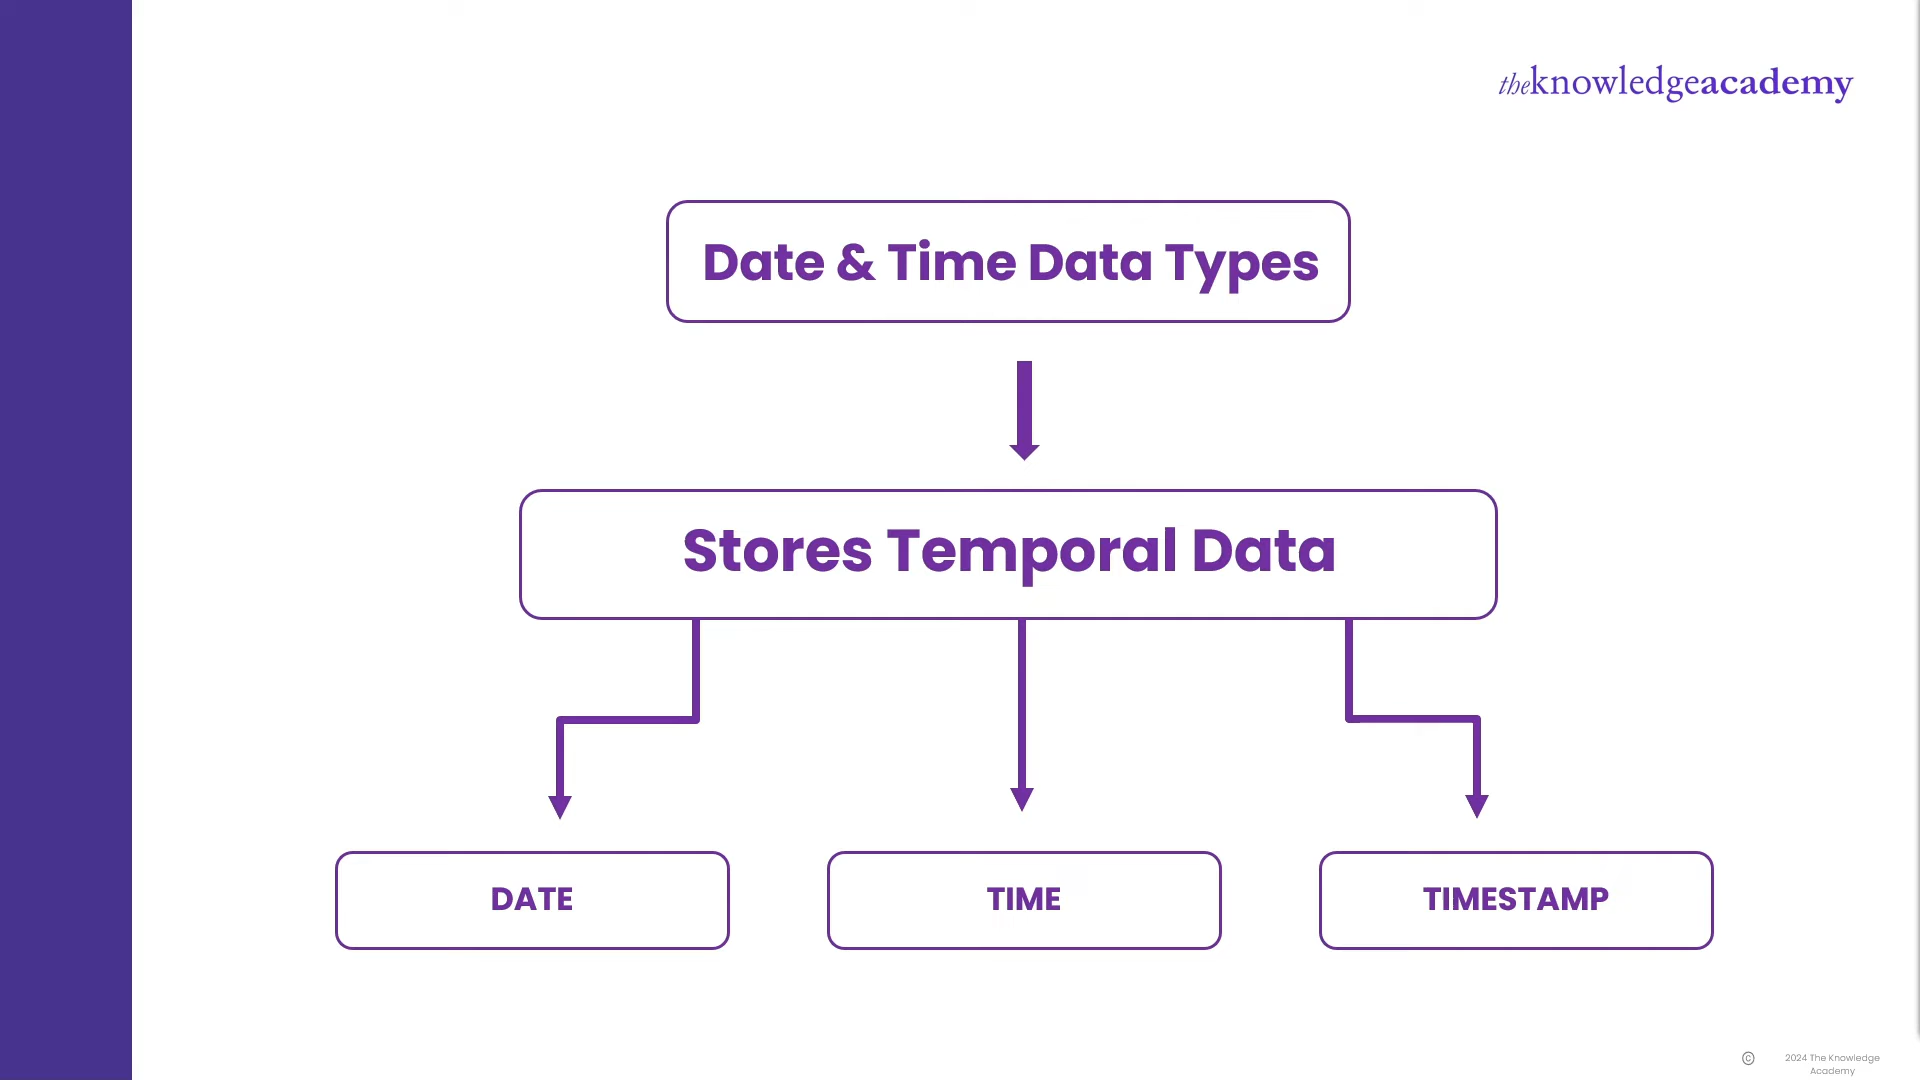 theknowledgeacademy
Date & Time Data Types
Stores Temporal Data
DATE
TIME
TIMESTAMP
© 2024 The Knowledge
Academy